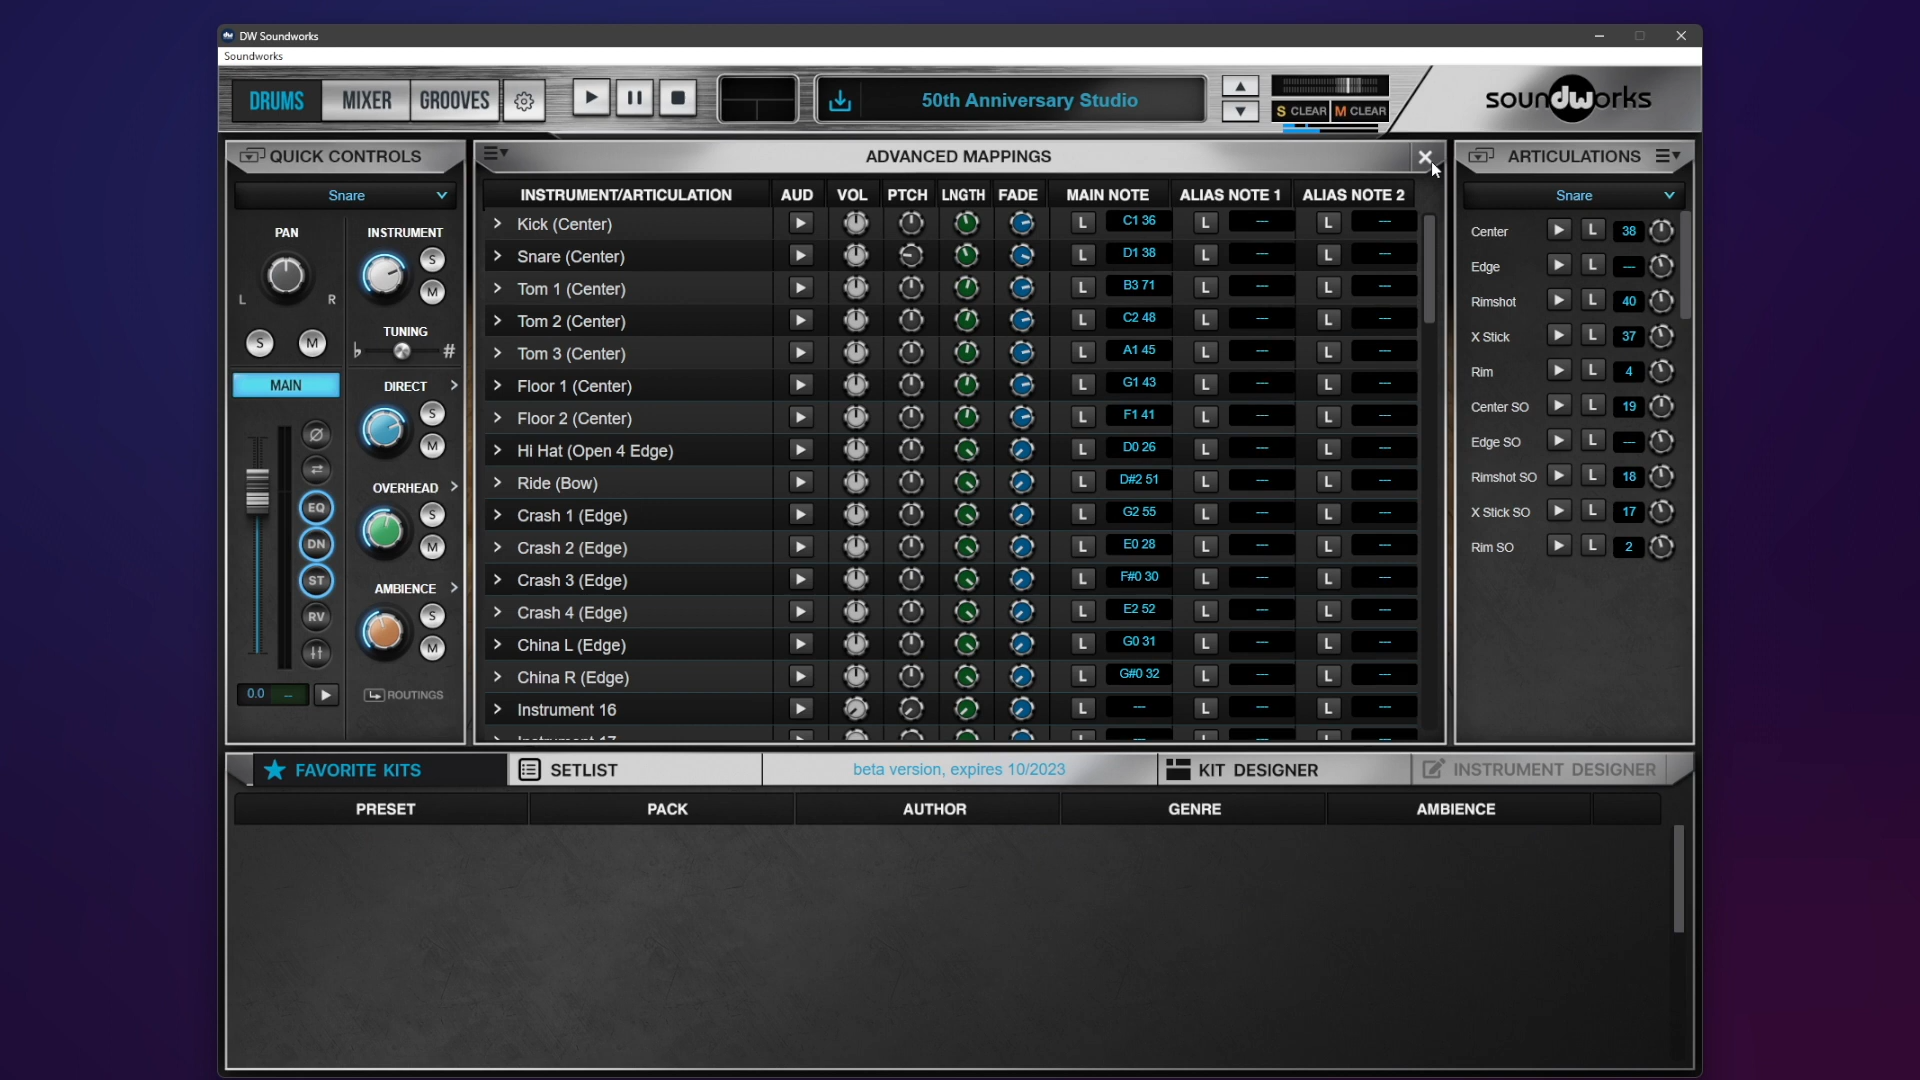 DW Soundworks
Soundworks
DRUMS MIXER GROOVES
50th Anniversary Studio
S CLEAR M CLEAR
soundworks
QUICK CONTROLS
Snare
PAN INSTRUMENT
S
M
L R
TUNING
S M
♭ #
MAIN
DIRECT >
S
M
OVERHEAD >
EQ
S
DN
M
ST
AMBIENCE >
RV
S
M
0.0 --
ROUTINGS
ADVANCED MAPPINGS
INSTRUMENT/ARTICULATION AUD VOL PTCH LNGTH FADE MAIN NOTE ALIAS NOTE 1 ALIAS NOTE 2
> Kick (Center) L C1 36 L --- L ---
> Snare (Center) L D1 38 L --- L ---
> Tom 1 (Center) L B3 71 L --- L ---
> Tom 2 (Center) L C2 48 L --- L ---
> Tom 3 (Center) L A1 45 L --- L ---
> Floor 1 (Center) L G1 43 L --- L ---
> Floor 2 (Center) L F1 41 L --- L ---
> Hi Hat (Open 4 Edge) L D0 26 L --- L ---
> Ride (Bow) L D#2 51 L --- L ---
> Crash 1 (Edge) L G2 55 L --- L ---
> Crash 2 (Edge) L E0 28 L --- L ---
> Crash 3 (Edge) L F#0 30 L --- L ---
> Crash 4 (Edge) L E2 52 L --- L ---
> China L (Edge) L G0 31 L --- L ---
> China R (Edge) L G#0 32 L --- L ---
> Instrument 16 L --- L --- L ---
ARTICULATIONS
Snare
Center L 38
Edge L ---
Rimshot L 40
X Stick L 37
Rim L 4
Center SO L 19
Edge SO L ---
Rimshot SO L 18
X Stick SO L 17
Rim SO L 2
FAVORITE KITS SETLIST beta version, expires 10/2023 KIT DESIGNER INSTRUMENT DESIGNER
PRESET PACK AUTHOR GENRE AMBIENCE